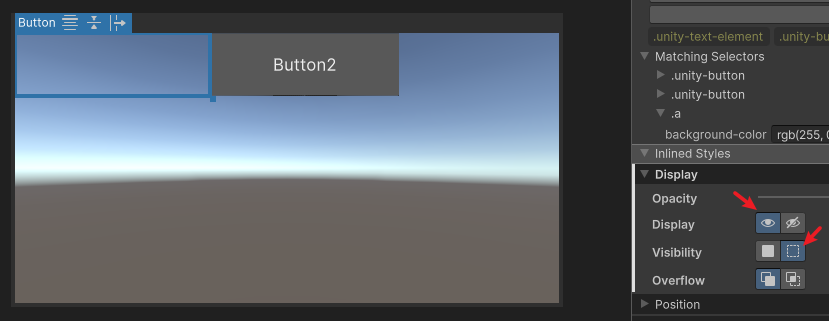 Button
Button2
.unity-text-element
.unity-bu
Matching Selectors
.unity-button
.unity-button
.a
background-color
rgb(255, 0
Inlined Styles
Display
Opacity
Display
Visibility
Overflow
Position